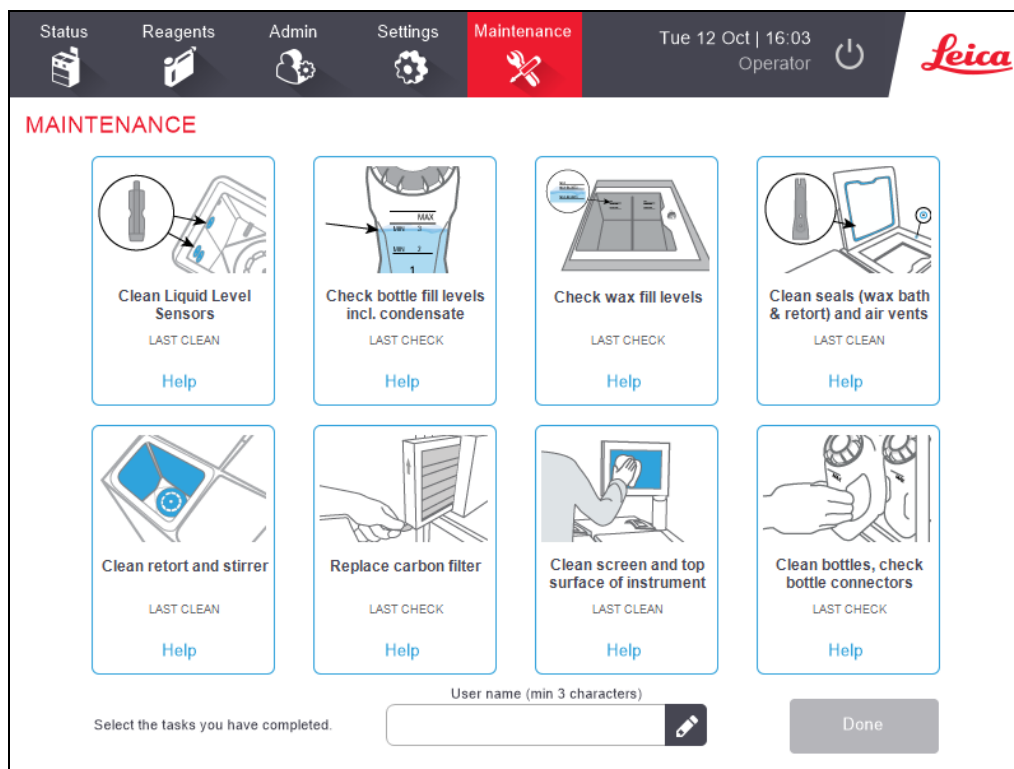 Status Reagents Admin Settings Maintenance Tue 12 Oct | 16:03
Operator
Leica
MAINTENANCE
MAX
MIN 3
MIN 2
1
Clean Liquid Level
Sensors
LAST CLEAN
Help
Check bottle fill levels
incl. condensate
LAST CHECK
Help
Check wax fill levels
LAST CHECK
Help
Clean seals (wax bath
& retort) and air vents
LAST CLEAN
Help
Clean retort and stirrer
LAST CLEAN
Help
Replace carbon filter
LAST CHECK
Help
Clean screen and top
surface of instrument
LAST CLEAN
Help
Clean bottles, check
bottle connectors
LAST CHECK
Help
User name (min 3 characters)
Select the tasks you have completed.
Done